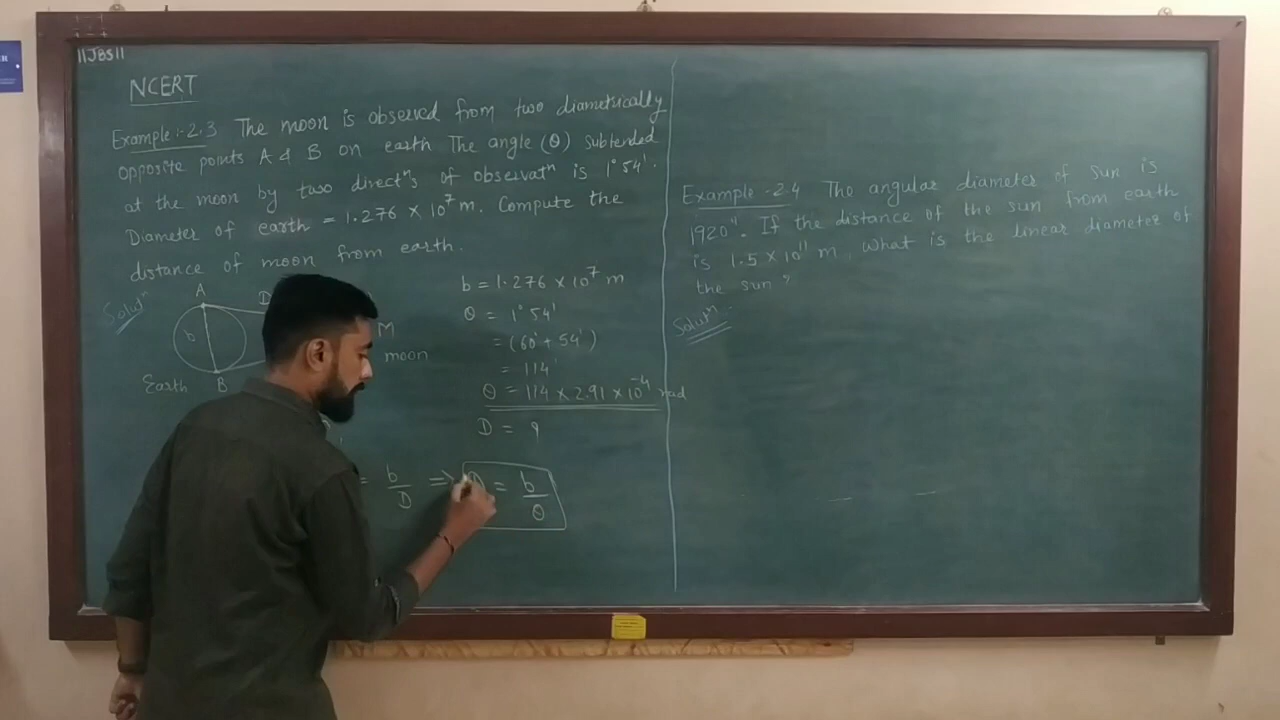 ||JBS||
NCERT
Example:-2.3 The moon is observed from two diametrically
opposite points A & B on earth The angle (θ) subtended
at the moon by two directⁿs of observatⁿ is 1° 54'.
Diameter of earth = 1.276 × 10⁷ m. Compute the
distance of moon from earth.
Solutⁿ
A
D
b
M
moon
Earth
B
b = 1.276 × 10⁷ m
θ = 1° 54'
= (60' + 54')
= 114'
θ = 114 × 2.91 × 10⁻⁴ rad
D = ?
= b/D ⇒ D = b/θ
Example -2.4 The angular diameter of sun is
1920". If the distance of the sun from earth
is 1.5 × 10¹¹ m, what is the linear diameter of
the sun?
Solutⁿ:-